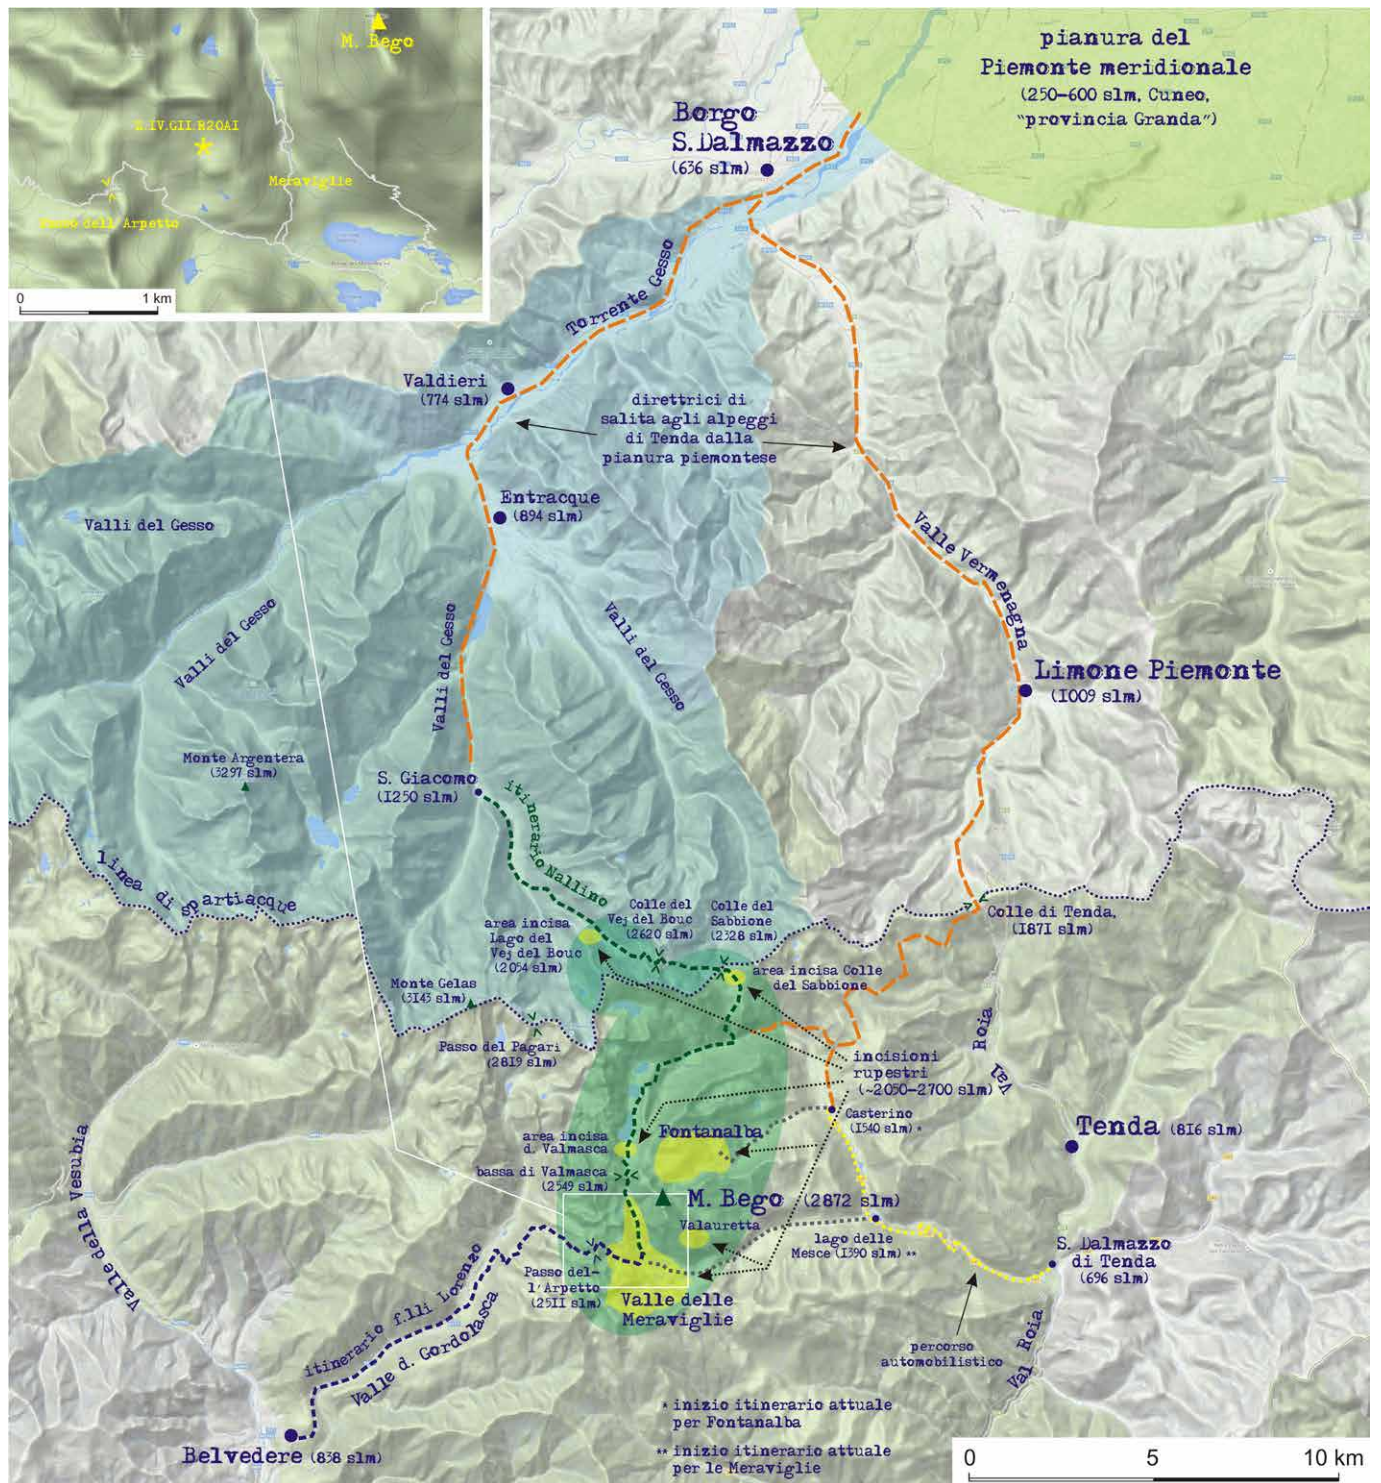 M. Bego
Z.IV.GII.R20AI
Meraviglie
Passo dell'Arpetto
0
1 km
pianura del
Piemonte meridionale
(250-600 slm, Cuneo,
"provincia Granda")
Borgo
S.Dalmazzo
(636 slm)
Torrente Gesso
Valdieri
(774 slm)
direttrici di
salita agli alpeggi
di Tenda dalla
pianura piemontese
Entracque
(894 slm)
Valli del Gesso
Valli del Gesso
Valli del Gesso
Valli del Gesso
Valle Vermenagna
Limone Piemonte
(1009 slm)
Monte Argentera
(3297 slm)
S. Giacomo
(1250 slm)
itinerario Nallino
linea di spartiacque
area incisa
Lago del
Vej del Bouc
(2054 slm)
Colle del
Vej del Bouc
(2620 slm)
Colle del
Sabbione
(2328 slm)
Colle di Tenda,
(1871 slm)
area incisa Colle
del Sabbione
Monte Gelas
(3143 slm)
Passo del Pagari
(2819 slm)
Val Roia
incisioni
rupestri
(~2050-2700 slm)
Casterino
(1540 slm) *
Tenda (816 slm)
Fontanalba
area incisa
d. Valmasca
bassa di Valmasca
(2549 slm)
M. Bego (2872 slm)
Valauretta
lago delle
Mesce (1390 slm) **
S. Dalmazzo
di Tenda
(696 slm)
Passo del-
l'Arpetto
(2511 slm)
Valle delle
Meraviglie
Valle della Vesubia
itinerario f.lli Lorenzo
Valle d. Gordolasca
percorso
automobilistico
Val Roia
Belvedere (838 slm)
* inizio itinerario attuale
per Fontanalba
** inizio itinerario attuale
per le Meraviglie
0
5
10 km